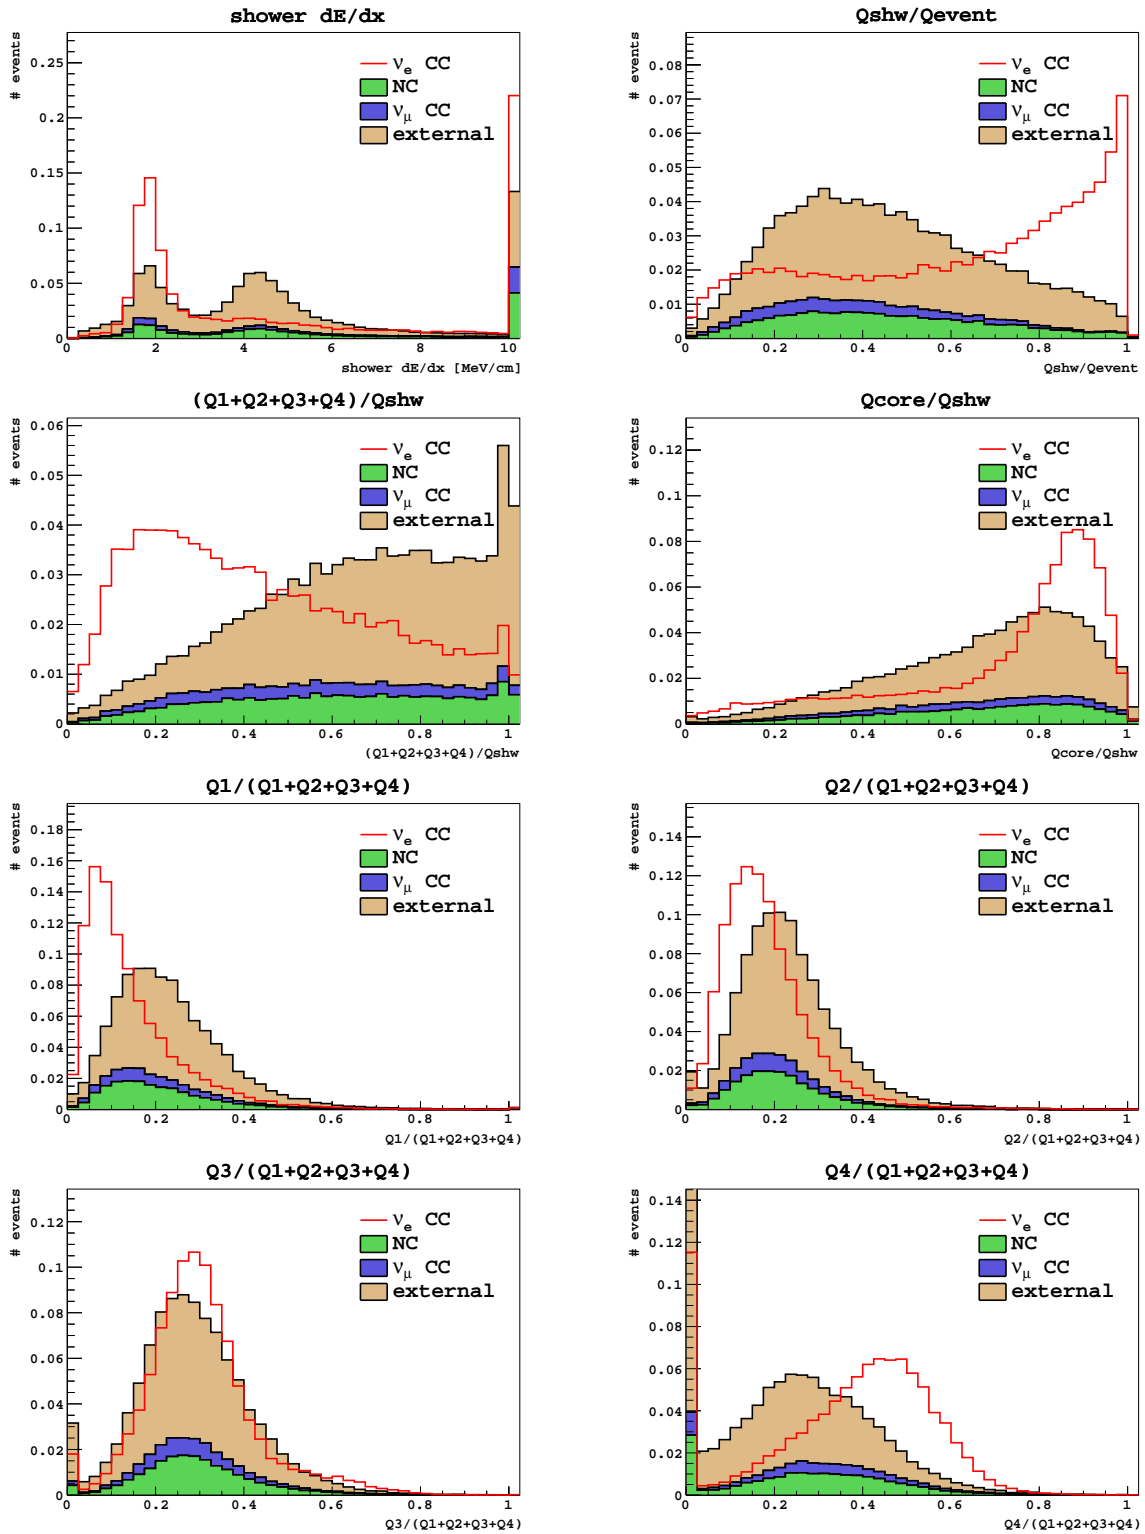 shower dE/dx
# events
0.25
0.2
0.15
0.1
0.05
0
νe CC
NC
νμ CC
external
0 2 4 6 8 10
shower dE/dx [MeV/cm]
Qshw/Qevent
# events
0.08
0.07
0.06
0.05
0.04
0.03
0.02
0.01
0
νe CC
NC
νμ CC
external
0 0.2 0.4 0.6 0.8 1
Qshw/Qevent
(Q1+Q2+Q3+Q4)/Qshw
# events
0.06
0.05
0.04
0.03
0.02
0.01
0
νe CC
NC
νμ CC
external
0 0.2 0.4 0.6 0.8 1
(Q1+Q2+Q3+Q4)/Qshw
Qcore/Qshw
# events
0.12
0.1
0.08
0.06
0.04
0.02
0
νe CC
NC
νμ CC
external
0 0.2 0.4 0.6 0.8 1
Qcore/Qshw
Q1/(Q1+Q2+Q3+Q4)
# events
0.18
0.16
0.14
0.12
0.1
0.08
0.06
0.04
0.02
0
νe CC
NC
νμ CC
external
0 0.2 0.4 0.6 0.8 1
Q1/(Q1+Q2+Q3+Q4)
Q2/(Q1+Q2+Q3+Q4)
# events
0.14
0.12
0.1
0.08
0.06
0.04
0.02
0
νe CC
NC
νμ CC
external
0 0.2 0.4 0.6 0.8 1
Q2/(Q1+Q2+Q3+Q4)
Q3/(Q1+Q2+Q3+Q4)
# events
0.12
0.1
0.08
0.06
0.04
0.02
0
νe CC
NC
νμ CC
external
0 0.2 0.4 0.6 0.8 1
Q3/(Q1+Q2+Q3+Q4)
Q4/(Q1+Q2+Q3+Q4)
# events
0.14
0.12
0.1
0.08
0.06
0.04
0.02
0
νe CC
NC
νμ CC
external
0 0.2 0.4 0.6 0.8 1
Q4/(Q1+Q2+Q3+Q4)